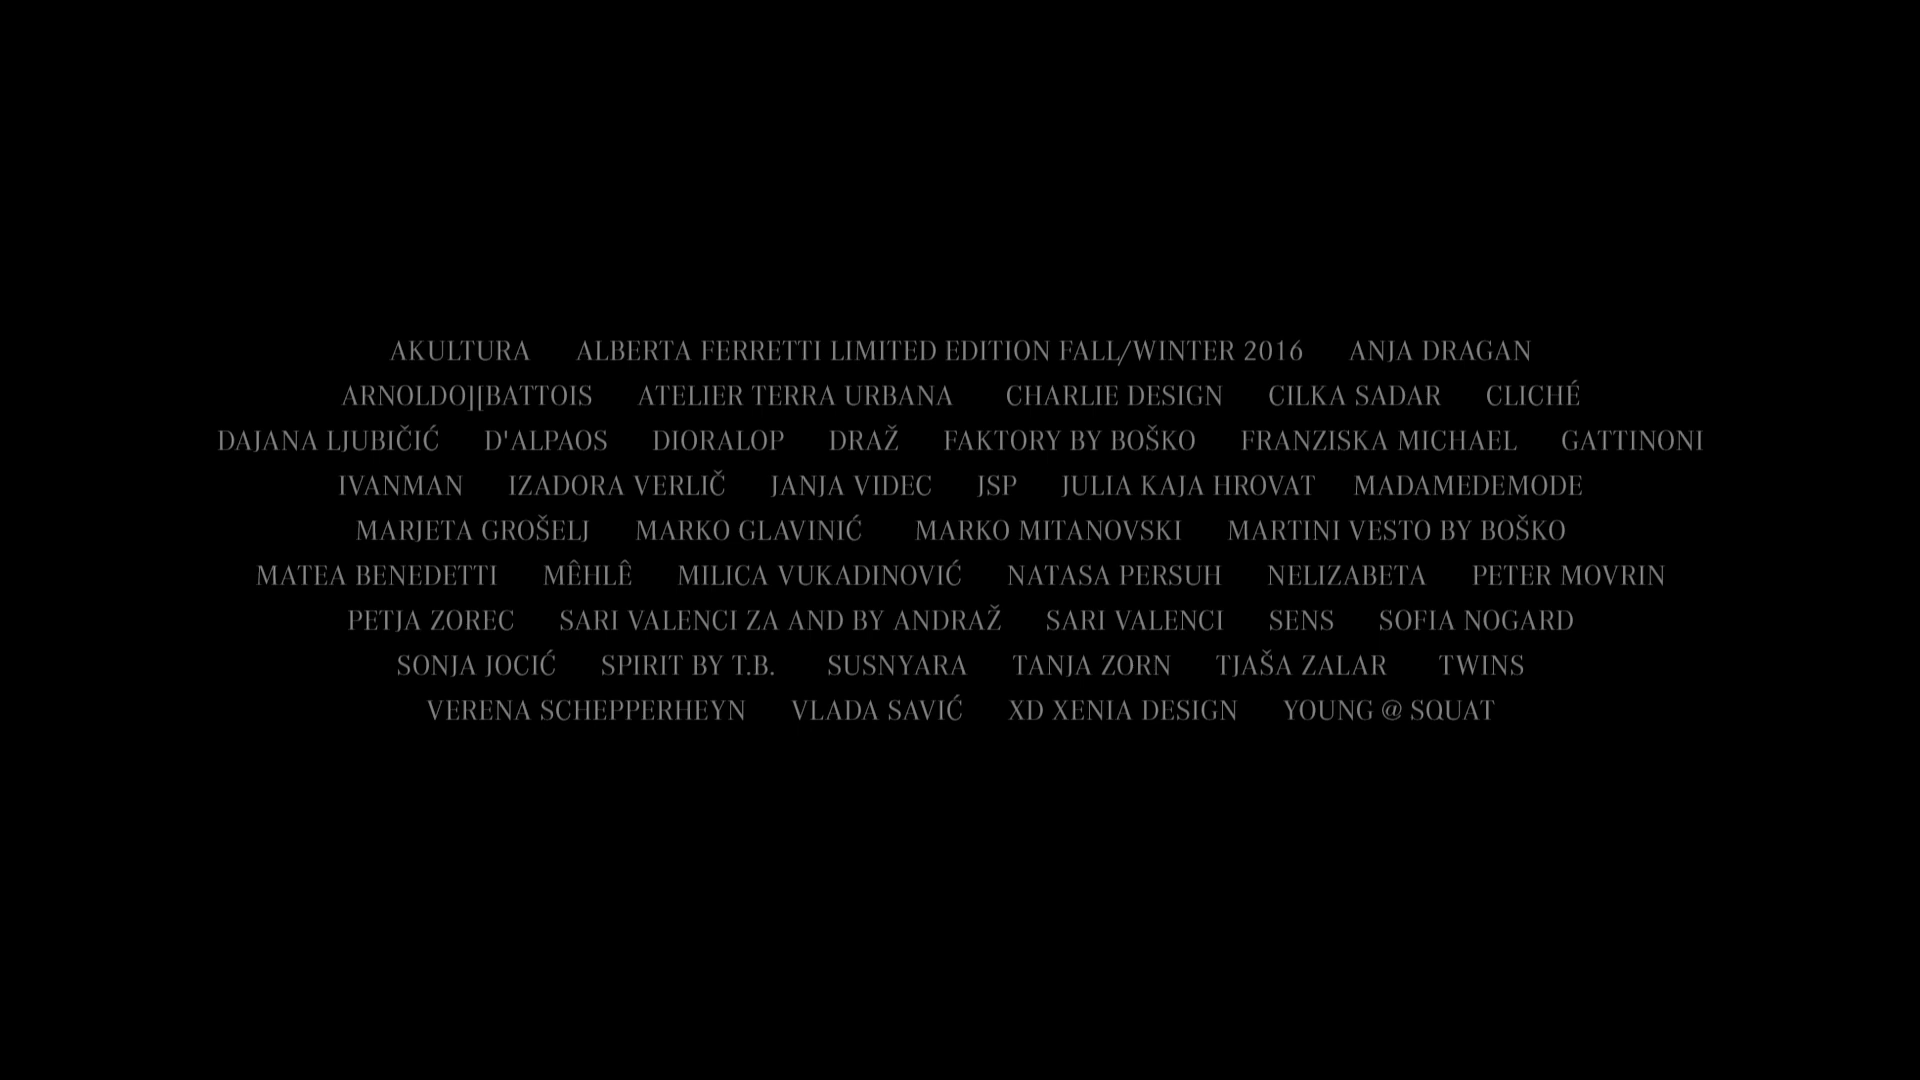 AKULTURA ALBERTA FERRETTI LIMITED EDITION FALL/WINTER 2016 ANJA DRAGAN
ARNOLDO][BATTOIS ATELIER TERRA URBANA CHARLIE DESIGN CILKA SADAR CLICHÉ
DAJANA LJUBIČIĆ D'ALPAOS DIORALOP DRAŽ FAKTORY BY BOŠKO FRANZISKA MICHAEL GATTINONI
IVANMAN IZADORA VERLIČ JANJA VIDEC JSP JULIA KAJA HROVAT MADAMEDEMODE
MARJETA GROŠELJ MARKO GLAVINIĆ MARKO MITANOVSKI MARTINI VESTO BY BOŠKO
MATEA BENEDETTI MÊHLÊ MILICA VUKADINOVIĆ NATASA PERSUH NELIZABETA PETER MOVRIN
PETJA ZOREC SARI VALENCI ZA AND BY ANDRAŽ SARI VALENCI SENS SOFIA NOGARD
SONJA JOCIĆ SPIRIT BY T.B. SUSNYARA TANJA ZORN TJAŠA ZALAR TWINS
VERENA SCHEPPERHEYN VLADA SAVIĆ XD XENIA DESIGN YOUNG @ SQUAT